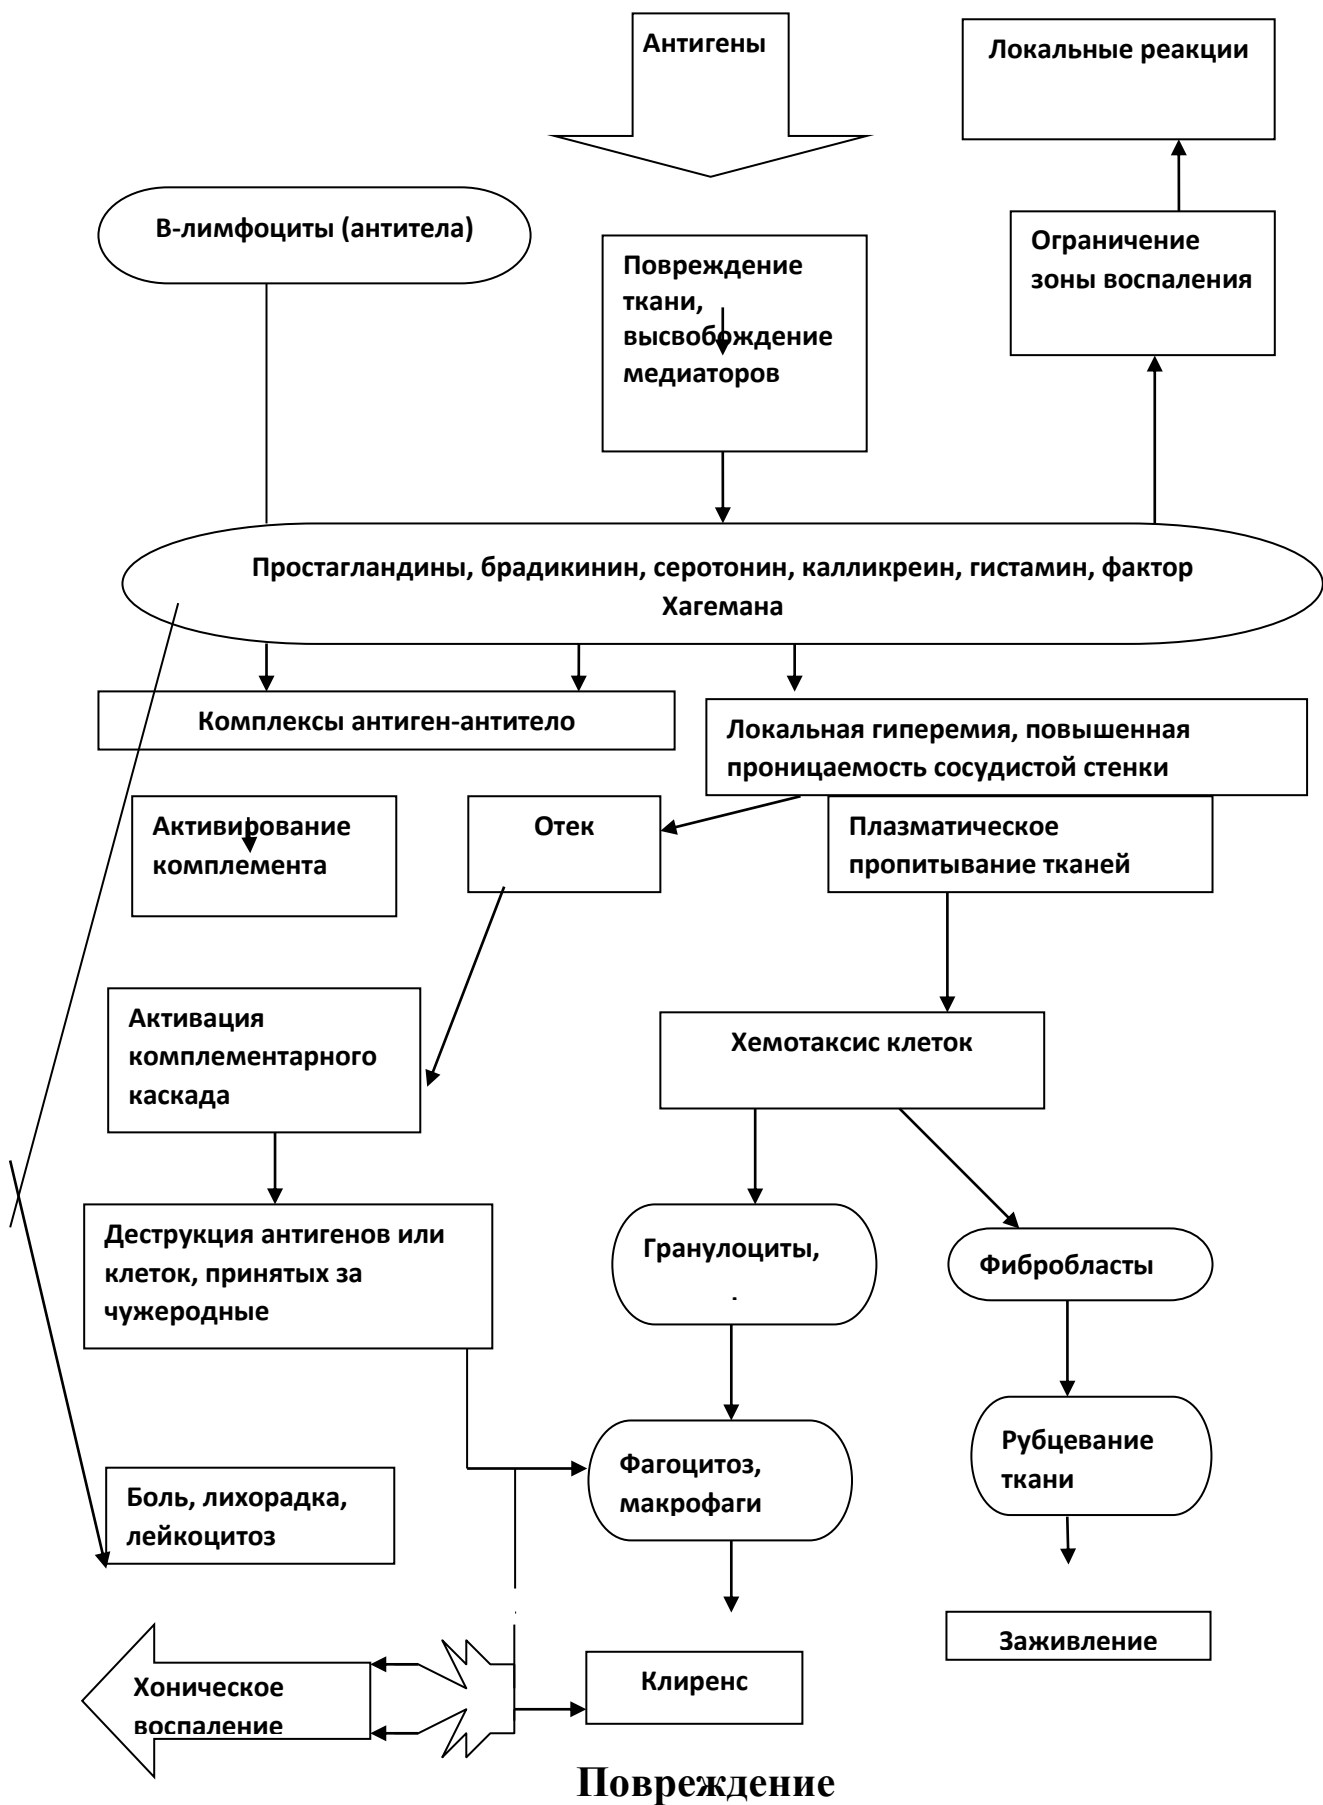 Антигены
Локальные реакции
В-лимфоциты (антитела)
Повреждение
ткани,
высвобождение
медиаторов
Ограничение
зоны воспаления
Простагландины, брадикинин, серотонин, калликреин, гистамин, фактор
Хагемана
Комплексы антиген-антитело
Локальная гиперемия, повышенная
проницаемость сосудистой стенки
Активирование
комплемента
Отек
Плазматическое
пропитывание тканей
Активация
комплементарного
каскада
Хемотаксис клеток
Деструкция антигенов или
клеток, принятых за
чужеродные
Гранулоциты,
Фибробласты
Фагоцитоз,
макрофаги
Рубцевание
ткани
Боль, лихорадка,
лейкоцитоз
Заживление
Клиренс
Хоническое
воспаление
Повреждение